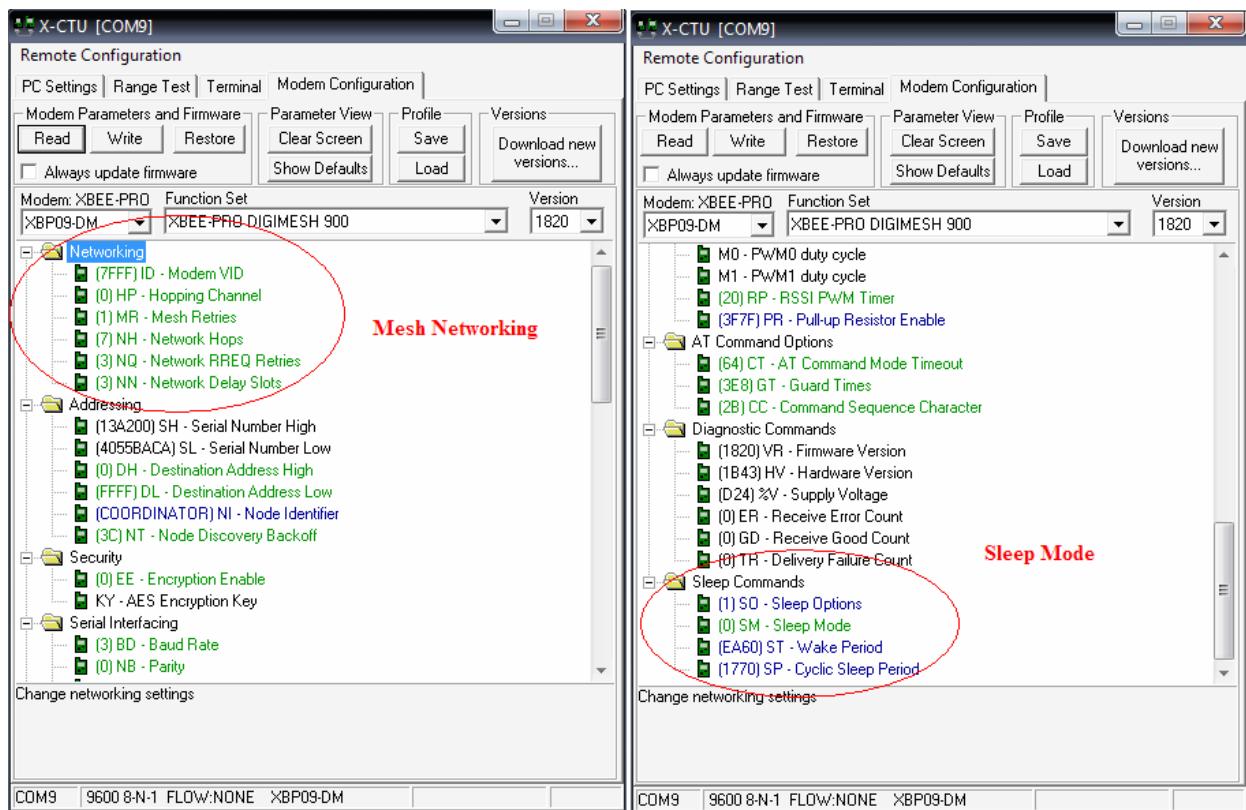 X-CTU [COM9]
Remote Configuration
PC Settings Range Test Terminal Modem Configuration
Modem Parameters and Firmware Parameter View Profile Versions
Read Write Restore Clear Screen Save Download new versions...
Always update firmware Show Defaults Load
Modem: XBEE-PRO Function Set Version
XBP09-DM XBEE-PRO DIGIMESH 900 1820
Networking
(7FFF) ID - Modem VID
(0) HP - Hopping Channel
(1) MR - Mesh Retries
(7) NH - Network Hops
(3) NQ - Network RREQ Retries
(3) NN - Network Delay Slots
Mesh Networking
Addressing
(13A200) SH - Serial Number High
(4055BACA) SL - Serial Number Low
(0) DH - Destination Address High
(FFFF) DL - Destination Address Low
(COORDINATOR) NI - Node Identifier
(3C) NT - Node Discovery Backoff
Security
(0) EE - Encryption Enable
KY - AES Encryption Key
Serial Interfacing
(3) BD - Baud Rate
(0) NB - Parity
Change networking settings
COM9 9600 8-N-1 FLOW:NONE XBP09-DM
X-CTU [COM9]
Remote Configuration
PC Settings Range Test Terminal Modem Configuration
Modem Parameters and Firmware Parameter View Profile Versions
Read Write Restore Clear Screen Save Download new versions...
Always update firmware Show Defaults Load
Modem: XBEE-PRO Function Set Version
XBP09-DM XBEE-PRO DIGIMESH 900 1820
M0 - PWM0 duty cycle
M1 - PWM1 duty cycle
(20) RP - RSSI PWM Timer
(3F7F) PR - Pull-up Resistor Enable
AT Command Options
(64) CT - AT Command Mode Timeout
(3E8) GT - Guard Times
(2B) CC - Command Sequence Character
Diagnostic Commands
(1820) VR - Firmware Version
(1B43) HV - Hardware Version
(D24) %V - Supply Voltage
(0) ER - Receive Error Count
(0) GD - Receive Good Count
(0) TR - Delivery Failure Count
Sleep Mode
Sleep Commands
(1) SO - Sleep Options
(0) SM - Sleep Mode
(EA60) ST - Wake Period
(1770) SP - Cyclic Sleep Period
Change networking settings
COM9 9600 8-N-1 FLOW:NONE XBP09-DM